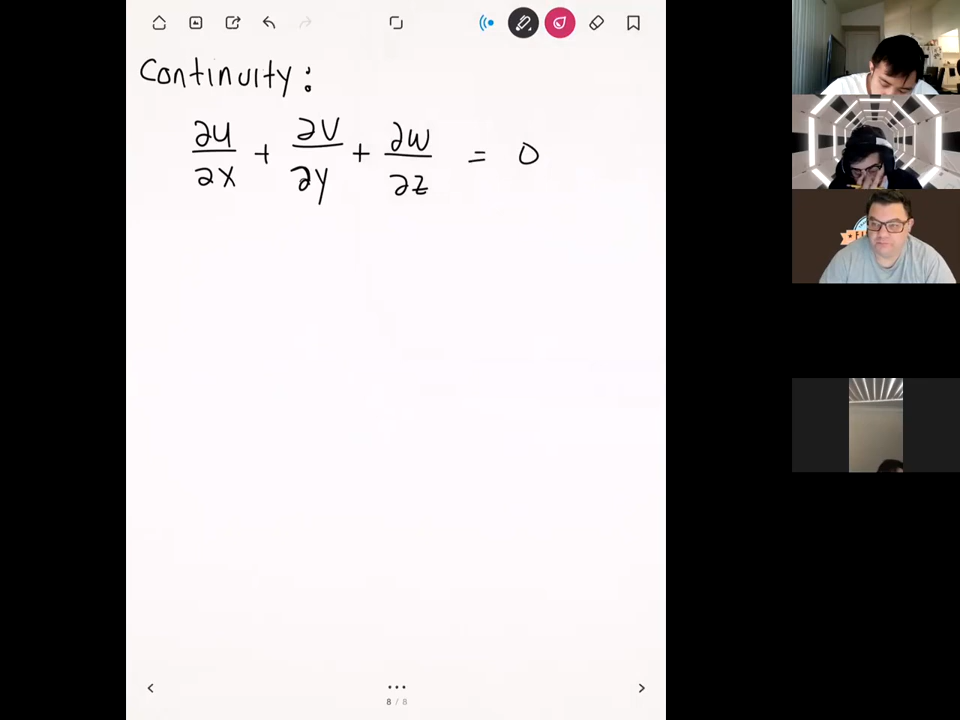 Continuity:
∂u/∂x + ∂v/∂y + ∂w/∂z = 0
8 / 8